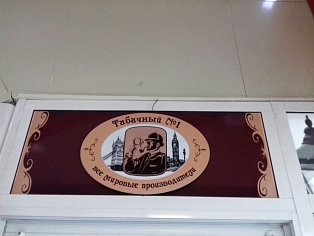 Табачный №1
все мировые производители